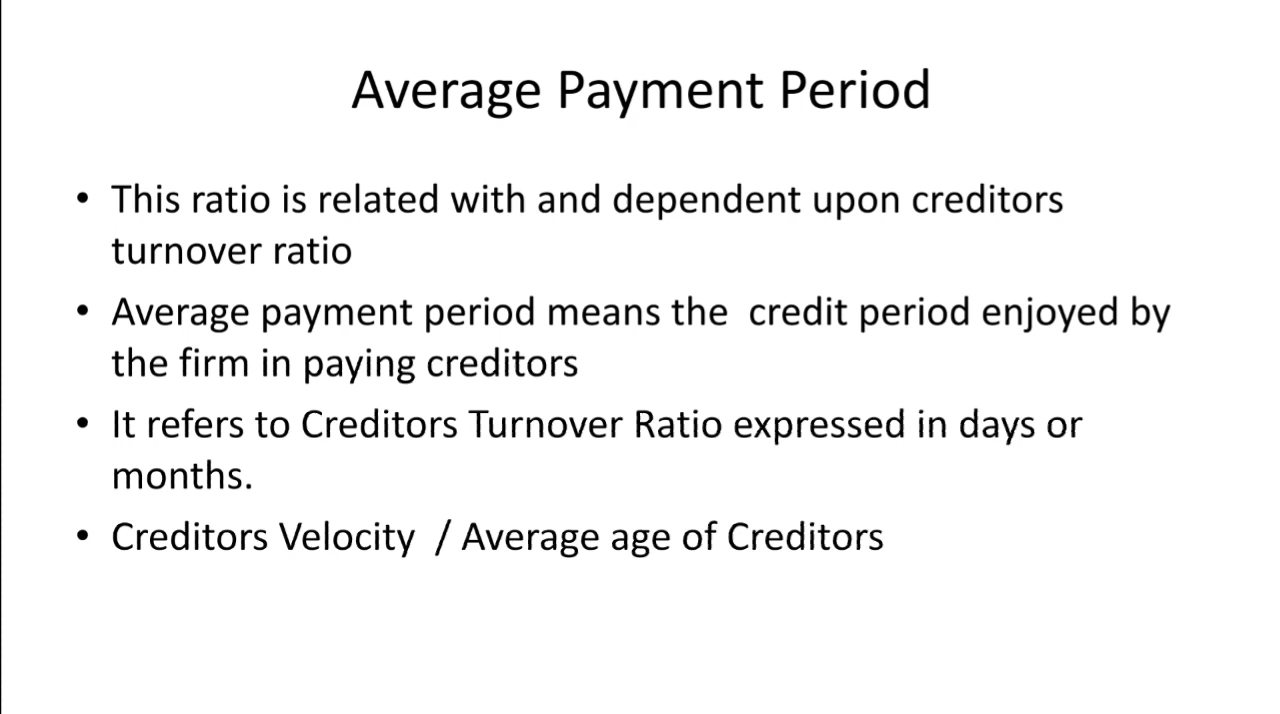 Average Payment Period
• This ratio is related with and dependent upon creditors
turnover ratio
• Average payment period means the  credit period enjoyed by
the firm in paying creditors
• It refers to Creditors Turnover Ratio expressed in days or
months.
• Creditors Velocity  / Average age of Creditors